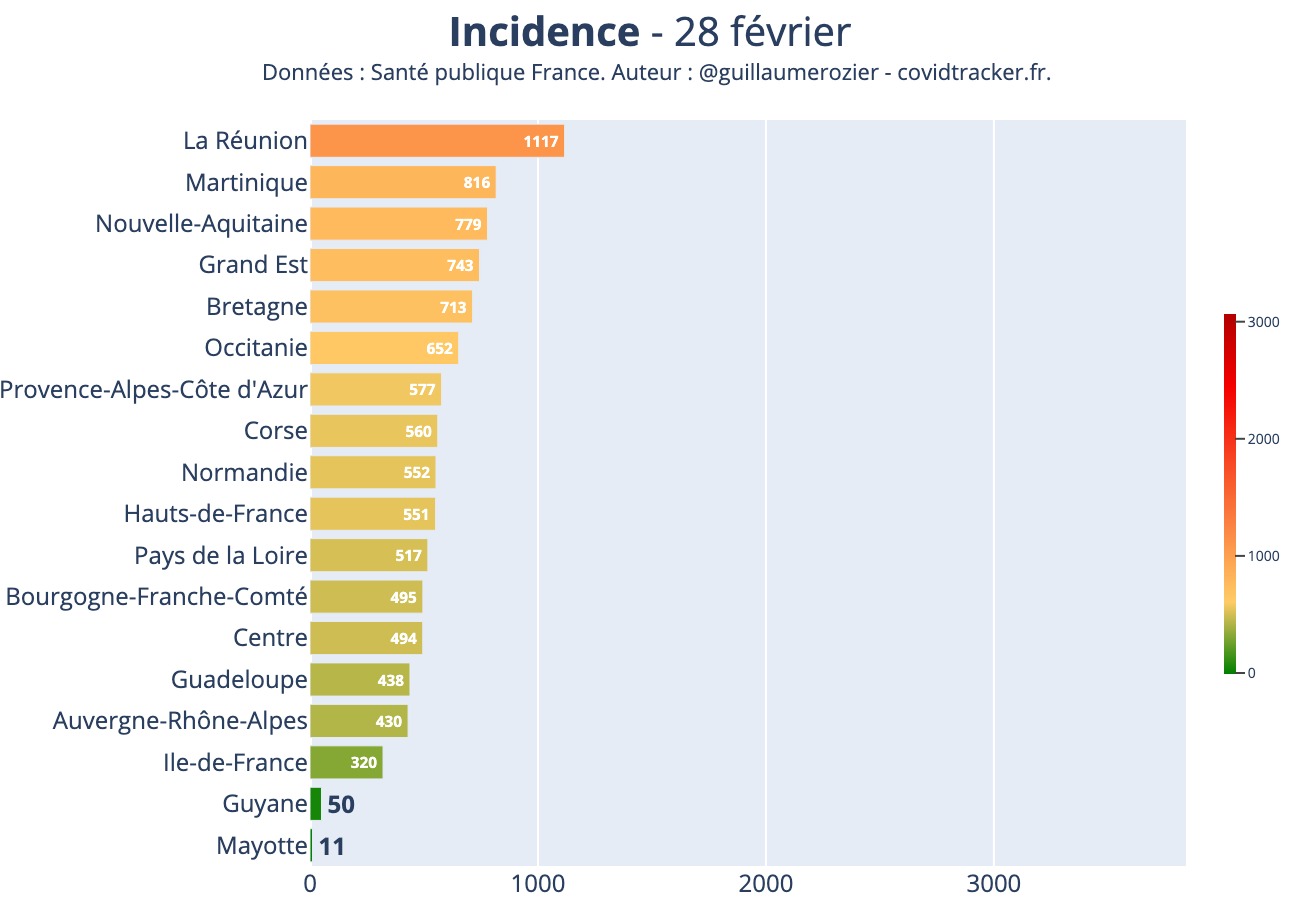 Incidence - 28 février
Données : Santé publique France. Auteur : @guillaumerozier - covidtracker.fr.
La Réunion 1117
Martinique 816
Nouvelle-Aquitaine 779
Grand Est 743
Bretagne 713
Occitanie 652
Provence-Alpes-Côte d'Azur 577
Corse 560
Normandie 552
Hauts-de-France 551
Pays de la Loire 517
Bourgogne-Franche-Comté 495
Centre 494
Guadeloupe 438
Auvergne-Rhône-Alpes 430
Ile-de-France 320
Guyane 50
Mayotte 11
0 1000 2000 3000
3000
2000
1000
0